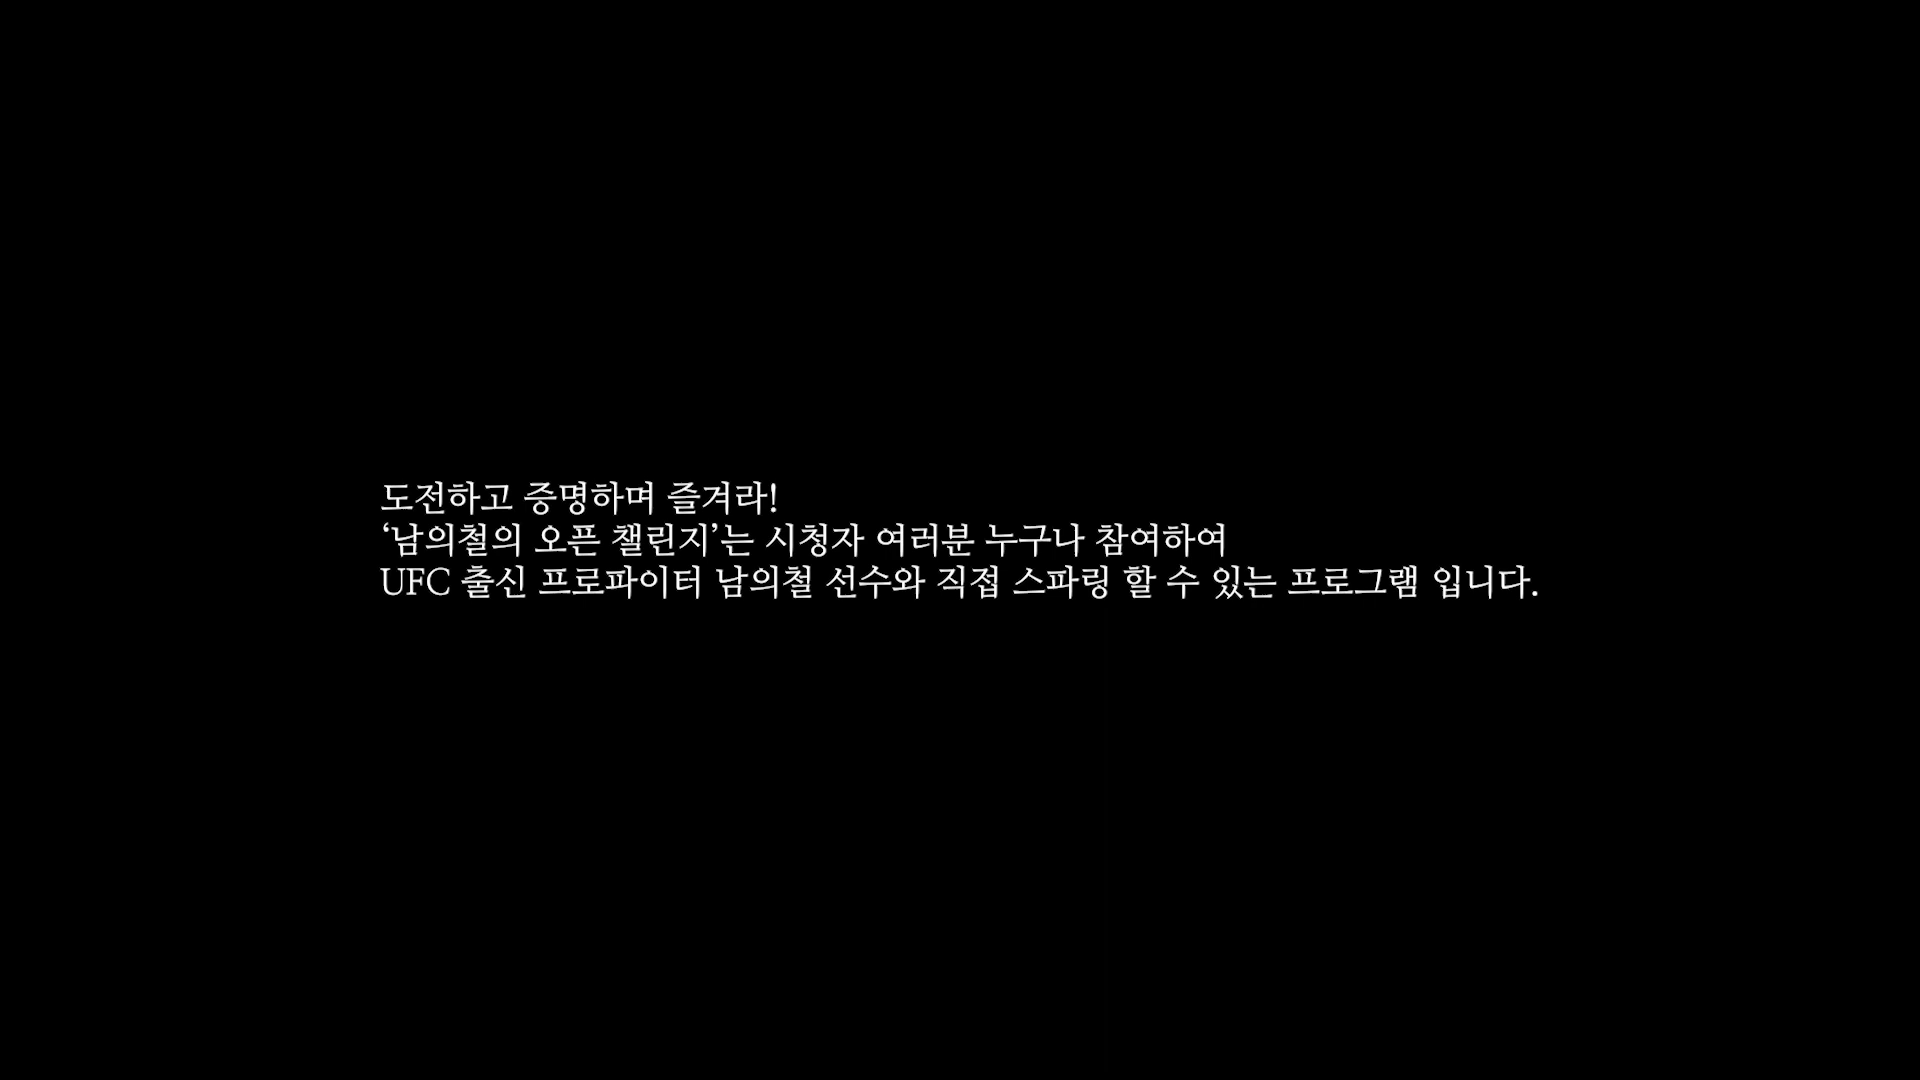 도전하고 증명하며 즐겨라!
‘남의철의 오픈 챌린지’는 시청자 여러분 누구나 참여하여
UFC 출신 프로파이터 남의철 선수와 직접 스파링 할 수 있는 프로그램 입니다.